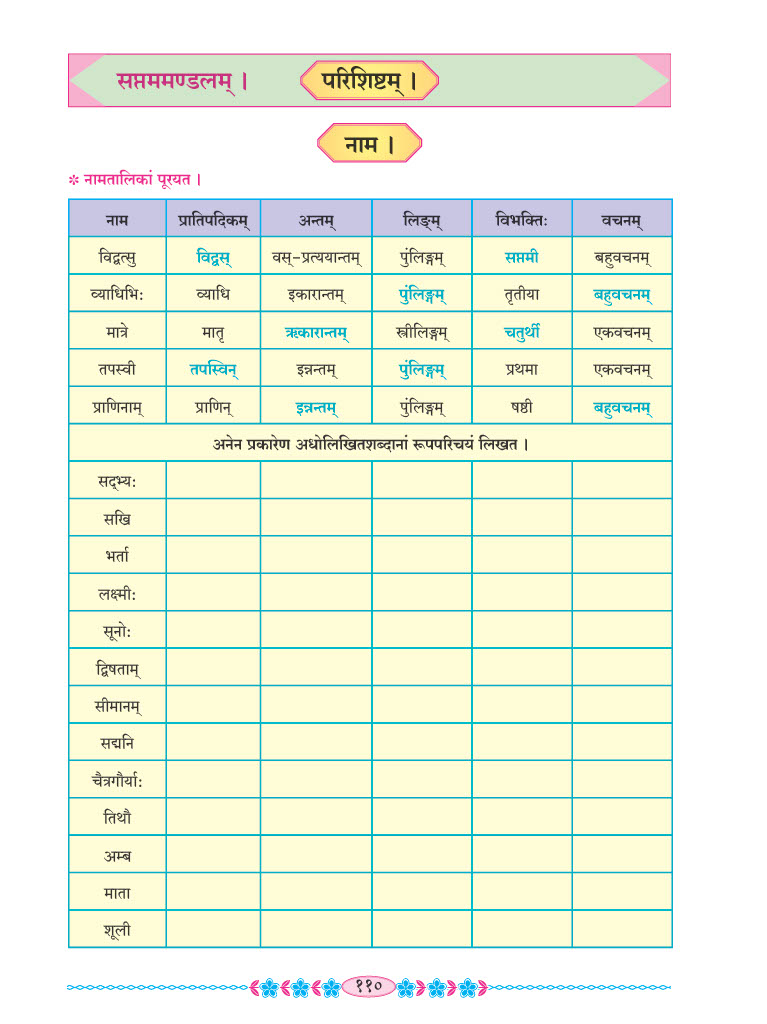 सप्तममण्डलम् ।
परिशिष्टम् ।
नाम ।
✽ नामतालिकां पूरयत ।
नाम प्रातिपदिकम् अन्तम् लिङ्ग्म् विभक्तिः वचनम्
विद्वत्सु विद्वस् वस्-प्रत्ययान्तम् पुंलिङ्गम् सप्तमी बहुवचनम्
व्याधिभिः व्याधि इकारान्तम् पुंलिङ्गम् तृतीया बहुवचनम्
मात्रे मातृ ऋकारान्तम् स्त्रीलिङ्गम् चतुर्थी एकवचनम्
तपस्वी तपस्विन् इन्नन्तम् पुंलिङ्गम् प्रथमा एकवचनम्
प्राणिनाम् प्राणिन् इन्नन्तम् पुंलिङ्गम् षष्ठी बहुवचनम्
अनेन प्रकारेण अधोलिखितशब्दानां रूपपरिचयं लिखत ।
सद्भ्यः
सखि
भर्ता
लक्ष्मीः
सूनोः
द्विषताम्
सीमानम्
सद्मनि
चैत्रगौर्याः
तिथौ
अम्ब
माता
शूली
११०